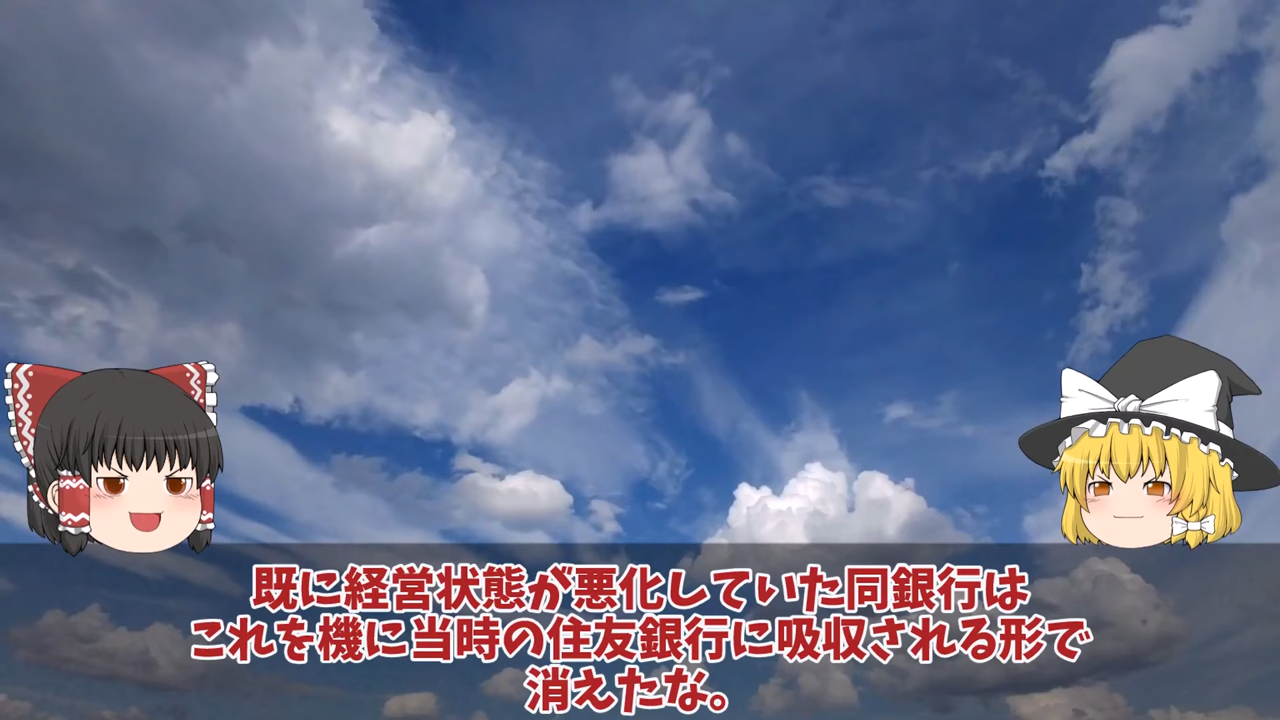 既に経営状態が悪化していた同銀行は
これを機に当時の住友銀行に吸収される形で
消えたな。